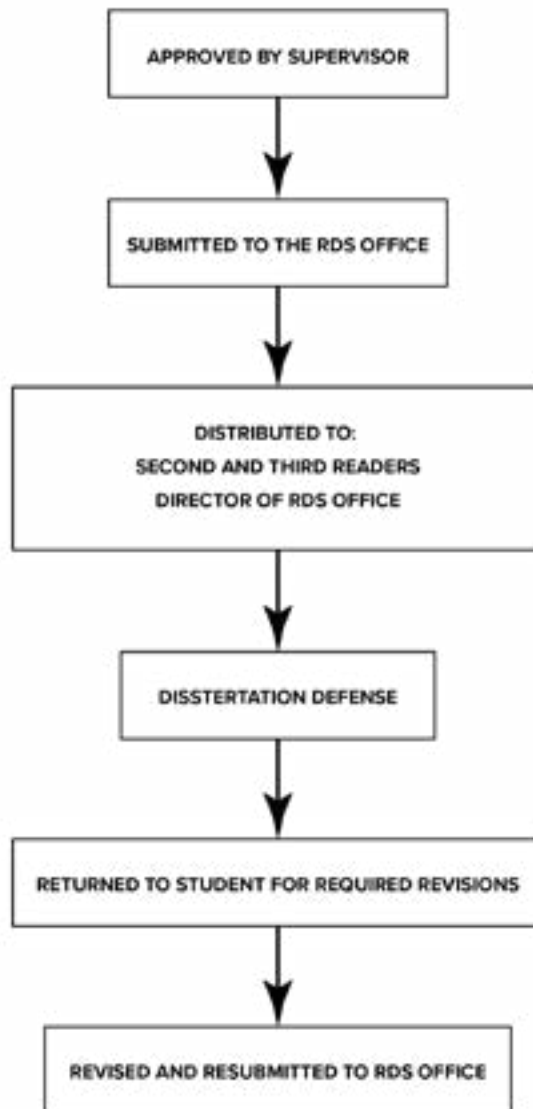 APPROVED BY SUPERVISOR
SUBMITTED TO THE RDS OFFICE
DISTRIBUTED TO:
SECOND AND THIRD READERS
DIRECTOR OF RDS OFFICE
DISSTERTATION DEFENSE
RETURNED TO STUDENT FOR REQUIRED REVISIONS
REVISED AND RESUBMITTED TO RDS OFFICE